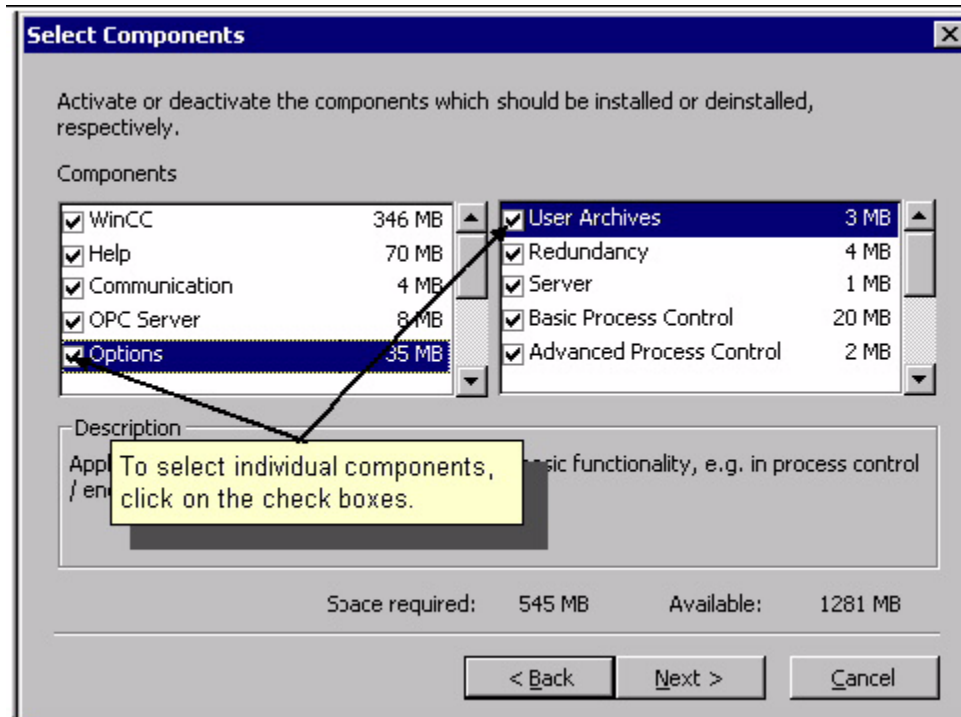 Select Components
Activate or deactivate the components which should be installed or deinstalled,
respectively.
Components
WinCC 346 MB
Help 70 MB
Communication 4 MB
OPC Server 8 MB
Options 35 MB
User Archives 3 MB
Redundancy 4 MB
Server 1 MB
Basic Process Control 20 MB
Advanced Process Control 2 MB
Description
To select individual components,
click on the check boxes.
functionality, e.g. in process control
/
Space required: 545 MB Available: 1281 MB
< Back Next > Cancel